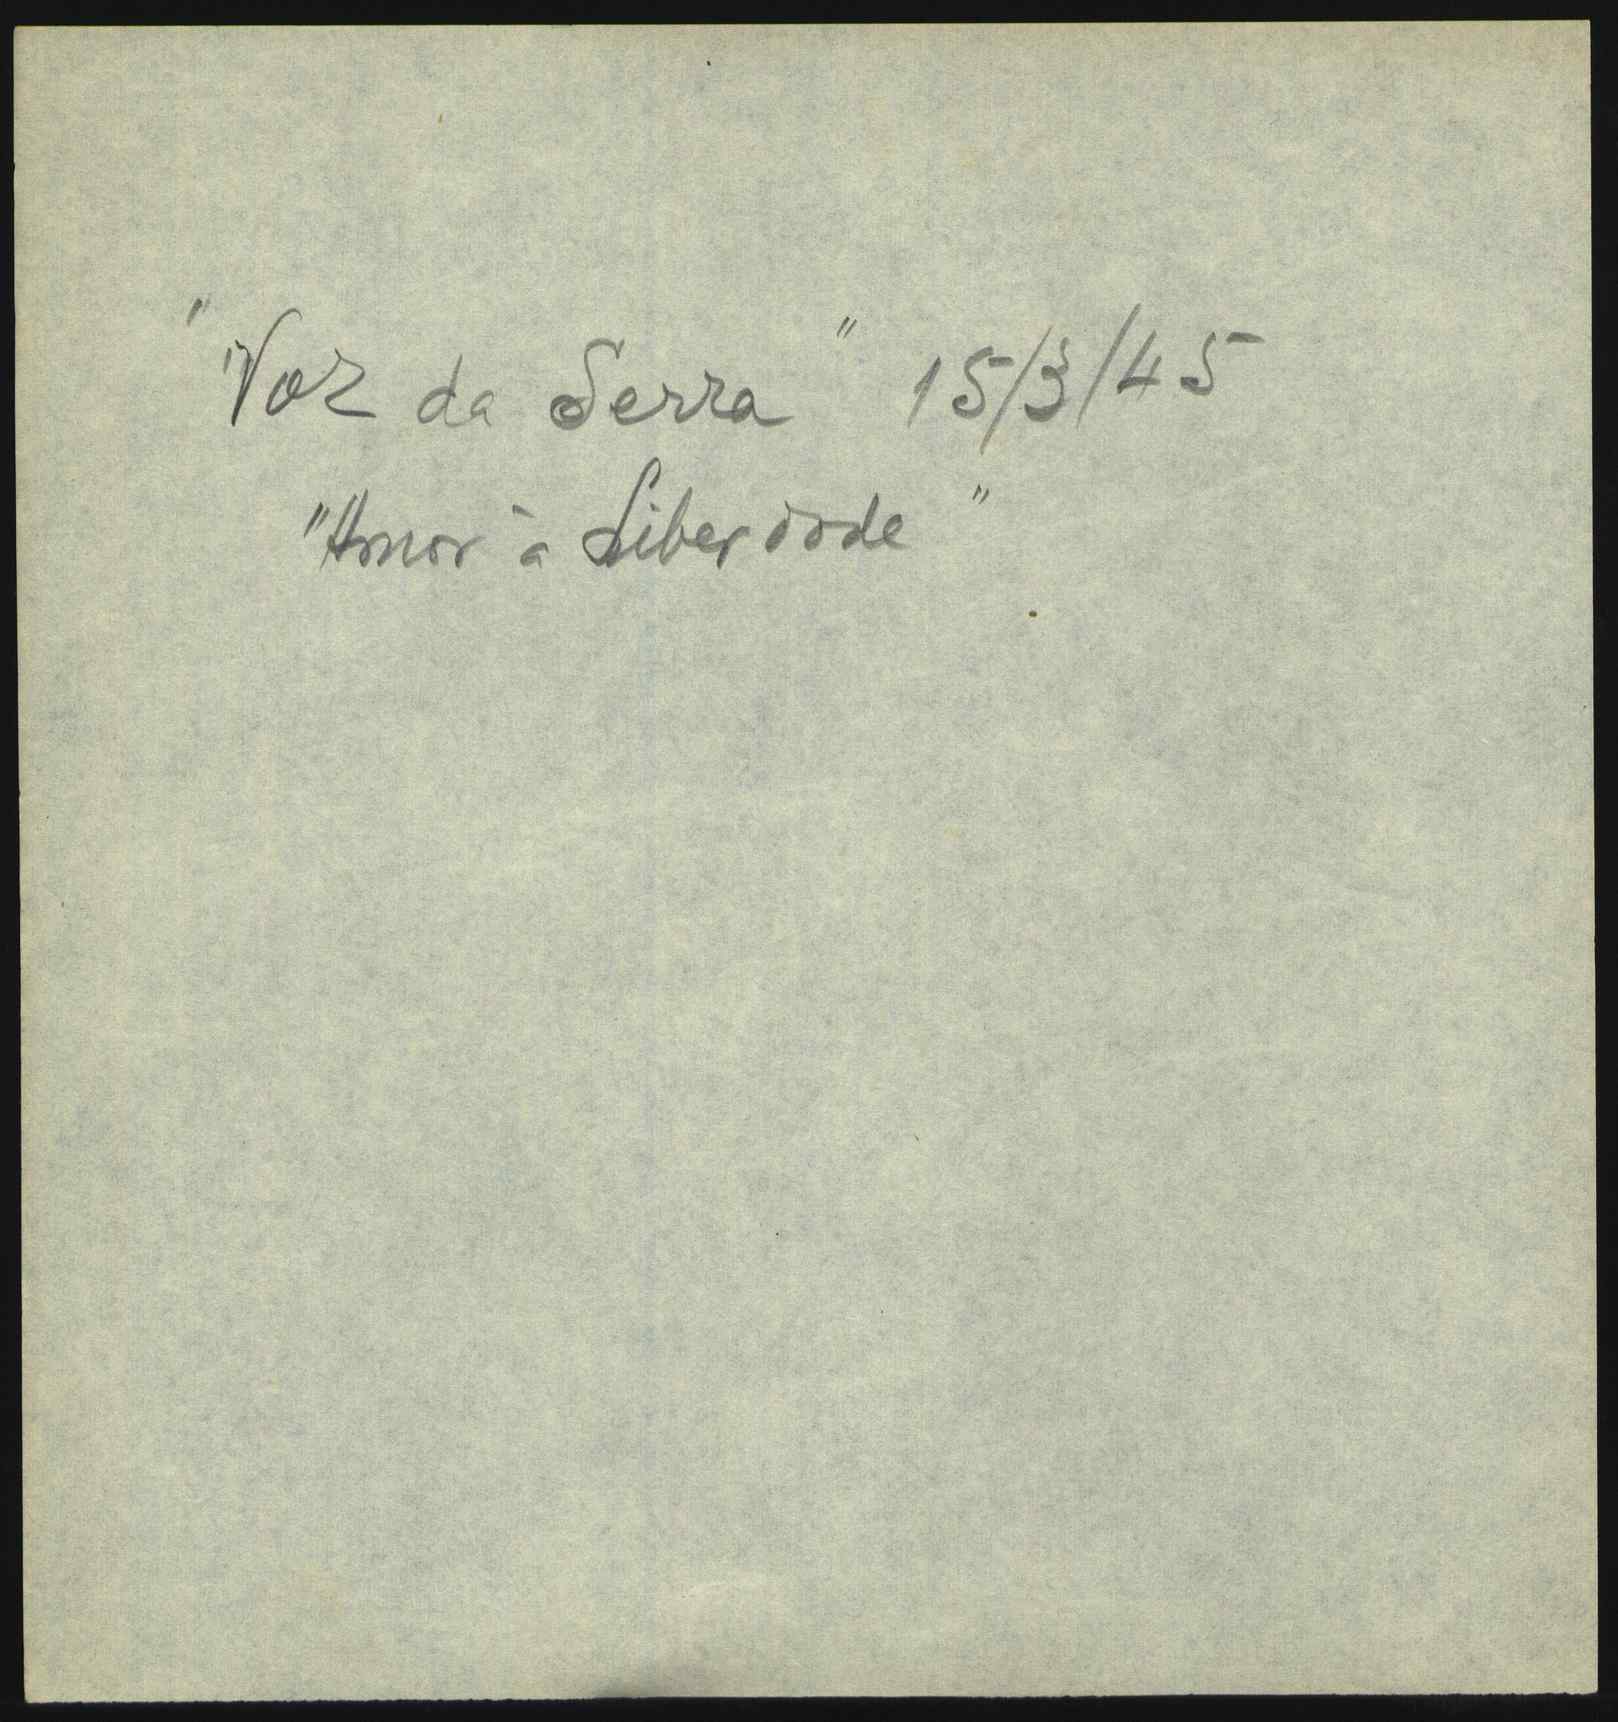 "Voz da Serra" 15/3/45
"Amor à Liberdade"